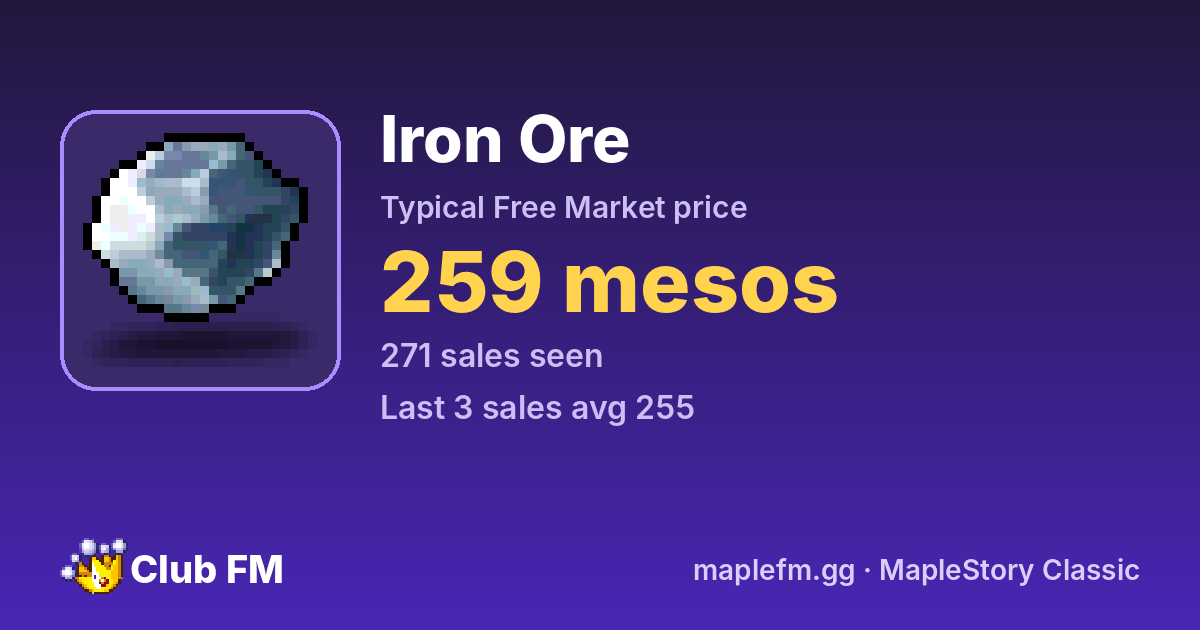 Iron Ore
Typical Free Market price
259 mesos
271 sales seen
Last 3 sales avg 255
Club FM
maplefm.gg · MapleStory Classic